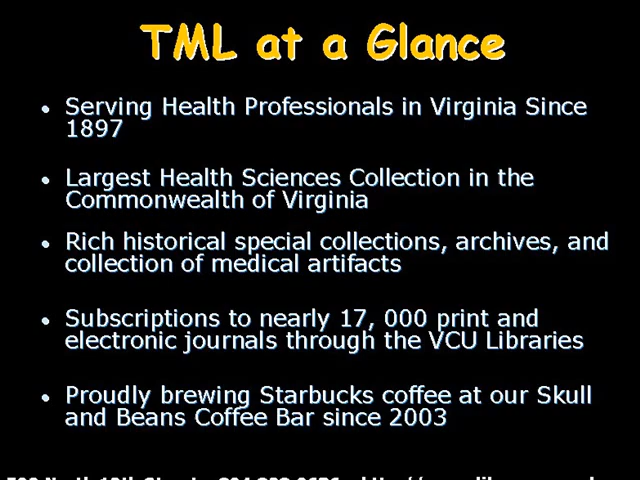 TML at a Glance
• Serving Health Professionals in Virginia Since
1897
• Largest Health Sciences Collection in the
Commonwealth of Virginia
• Rich historical special collections, archives, and
collection of medical artifacts
• Subscriptions to nearly 17, 000 print and
electronic journals through the VCU Libraries
• Proudly brewing Starbucks coffee at our Skull
and Beans Coffee Bar since 2003